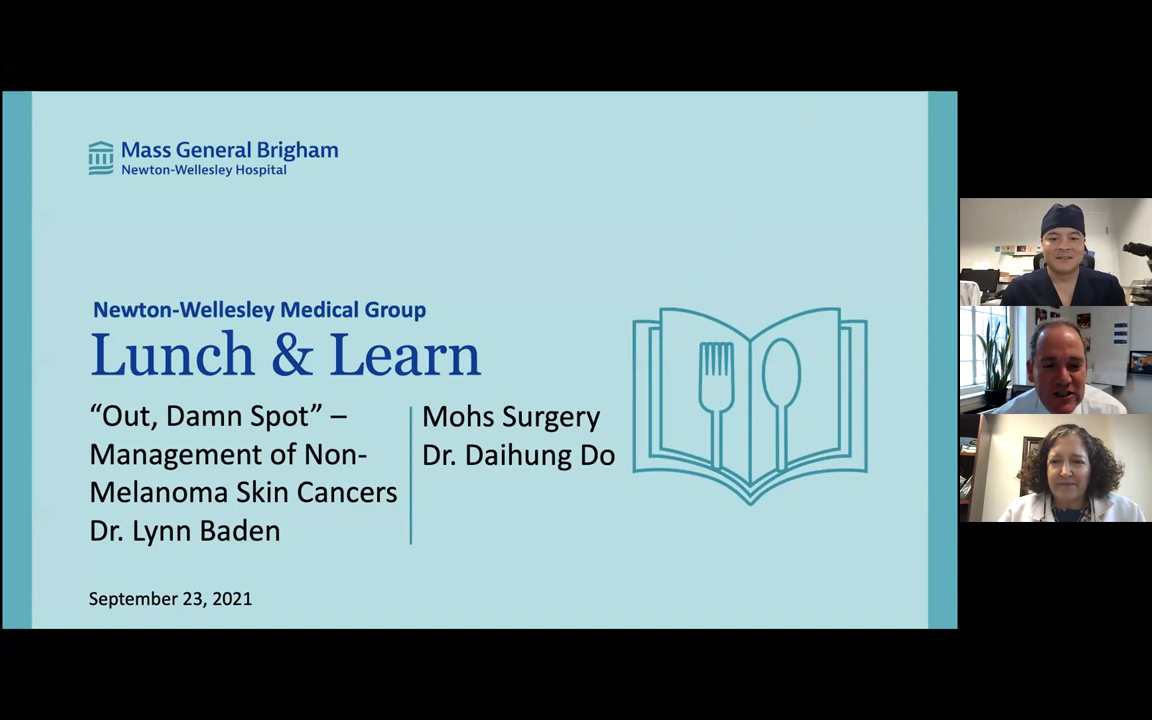 Mass General Brigham
Newton-Wellesley Hospital
Newton-Wellesley Medical Group
Lunch & Learn
“Out, Damn Spot” –
Management of Non-
Melanoma Skin Cancers
Dr. Lynn Baden
Mohs Surgery
Dr. Daihung Do
September 23, 2021